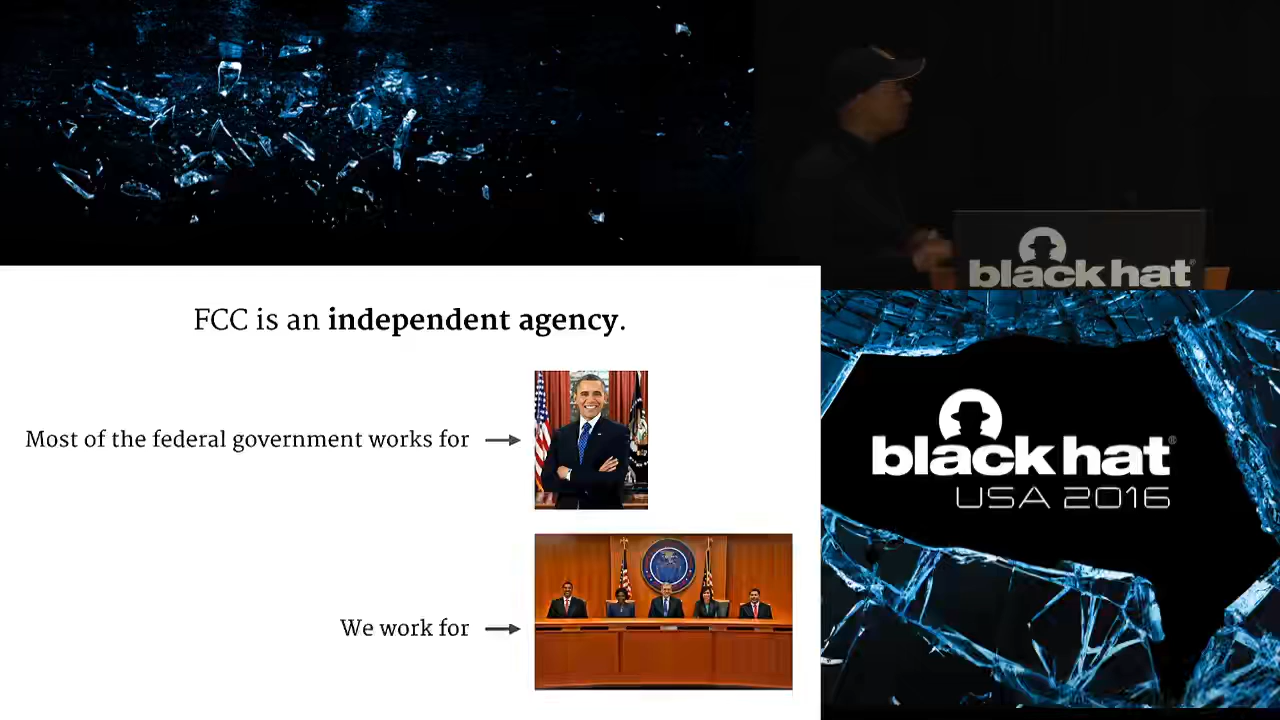 black hat®
FCC is an independent agency.
Most of the federal government works for
We work for
black hat®
USA 2016